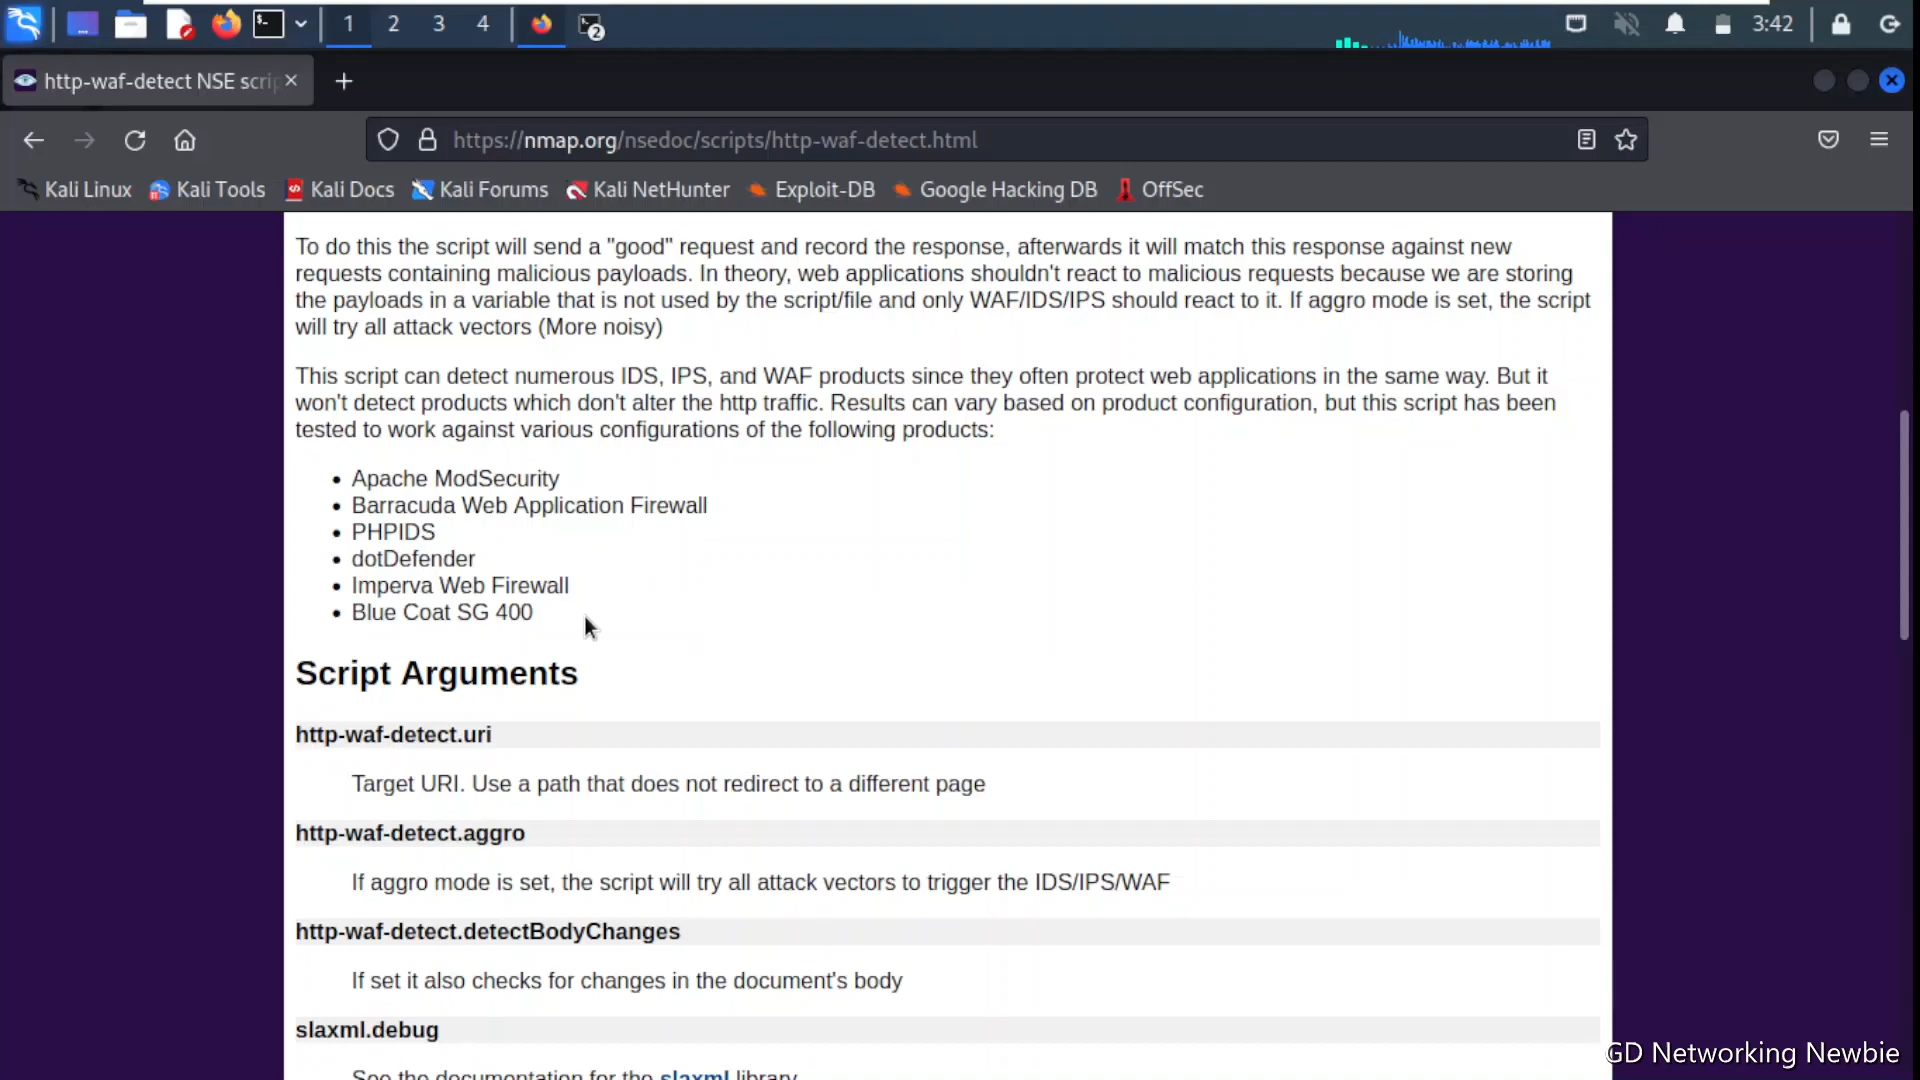 1 2 3 4 2 3:42
http-waf-detect NSE scri
https://nmap.org/nsedoc/scripts/http-waf-detect.html
Kali Linux Kali Tools Kali Docs Kali Forums Kali NetHunter Exploit-DB Google Hacking DB OffSec
To do this the script will send a "good" request and record the response, afterwards it will match this response against new
requests containing malicious payloads. In theory, web applications shouldn't react to malicious requests because we are storing
the payloads in a variable that is not used by the script/file and only WAF/IDS/IPS should react to it. If aggro mode is set, the script
will try all attack vectors (More noisy)
This script can detect numerous IDS, IPS, and WAF products since they often protect web applications in the same way. But it
won't detect products which don't alter the http traffic. Results can vary based on product configuration, but this script has been
tested to work against various configurations of the following products:
• Apache ModSecurity
• Barracuda Web Application Firewall
• PHPIDS
• dotDefender
• Imperva Web Firewall
• Blue Coat SG 400
Script Arguments
http-waf-detect.uri
Target URI. Use a path that does not redirect to a different page
http-waf-detect.aggro
If aggro mode is set, the script will try all attack vectors to trigger the IDS/IPS/WAF
http-waf-detect.detectBodyChanges
If set it also checks for changes in the document's body
slaxml.debug
See the documentation for the slaxml library
GD Networking Newbie